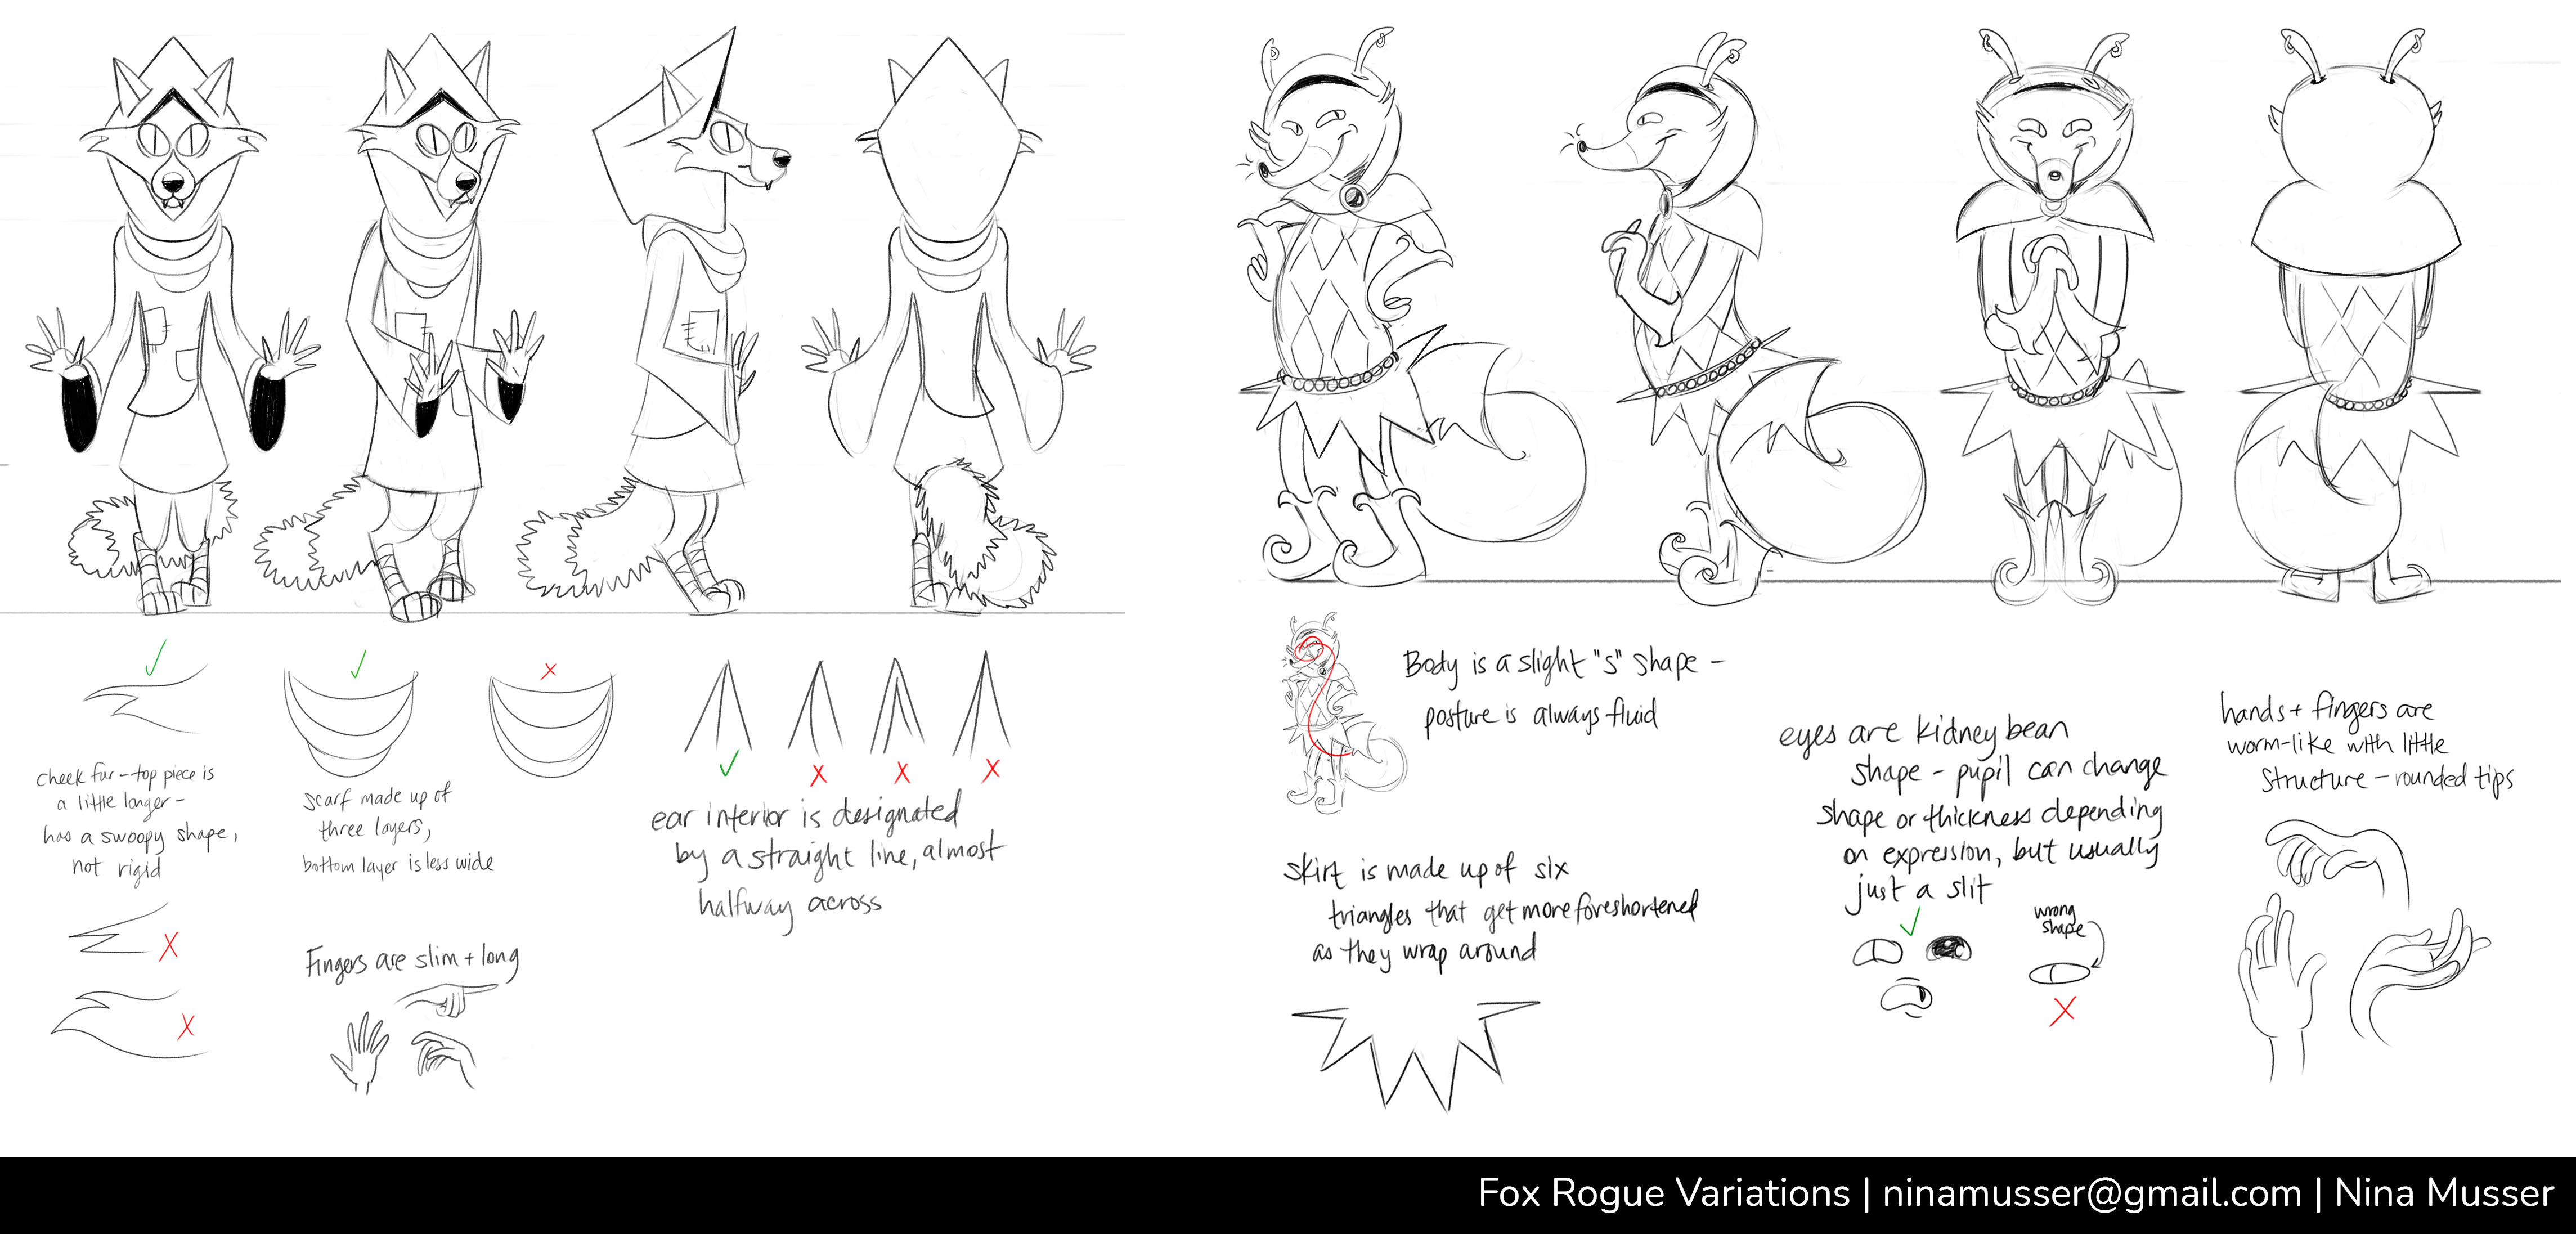 cheek fur - top piece is
a little longer -
has a swoopy shape,
not rigid
scarf made up of
three layers,
bottom layer is less wide
Fingers are slim + long
ear interior is designated
by a straight line, almost
halfway across
Body is a slight "S" shape -
posture is always fluid
skirt is made up of six
triangles that get more foreshortened
as they wrap around
eyes are kidney bean
shape - pupil can change
shape or thickness depending
on expression, but usually
just a slit
wrong
shape
hands + fingers are
worm-like with little
structure - rounded tips
Fox Rogue Variations | ninamusser@gmail.com | Nina Musser